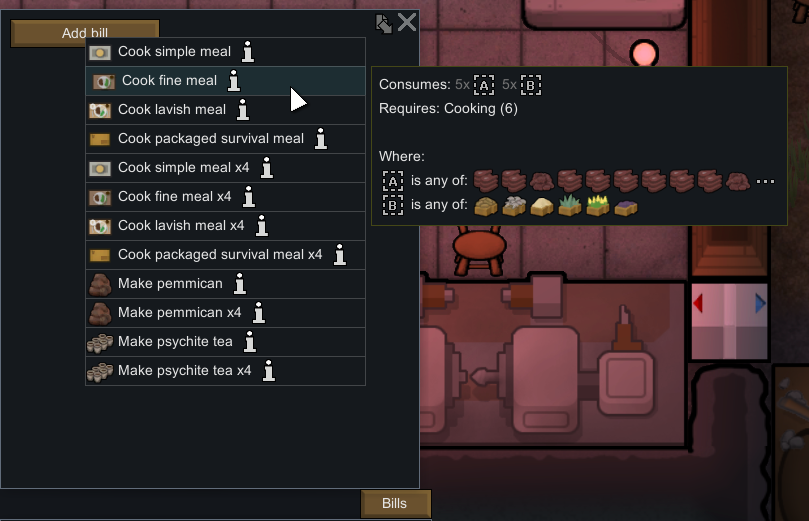 Add bill
Cook simple meal
Cook fine meal
Cook lavish meal
Cook packaged survival meal
Cook simple meal x4
Cook fine meal x4
Cook lavish meal x4
Cook packaged survival meal x4
Make pemmican
Make pemmican x4
Make psychite tea
Make psychite tea x4
Consumes: 5x A 5x B
Requires: Cooking (6)
Where:
A is any of: ...
B is any of:
Bills